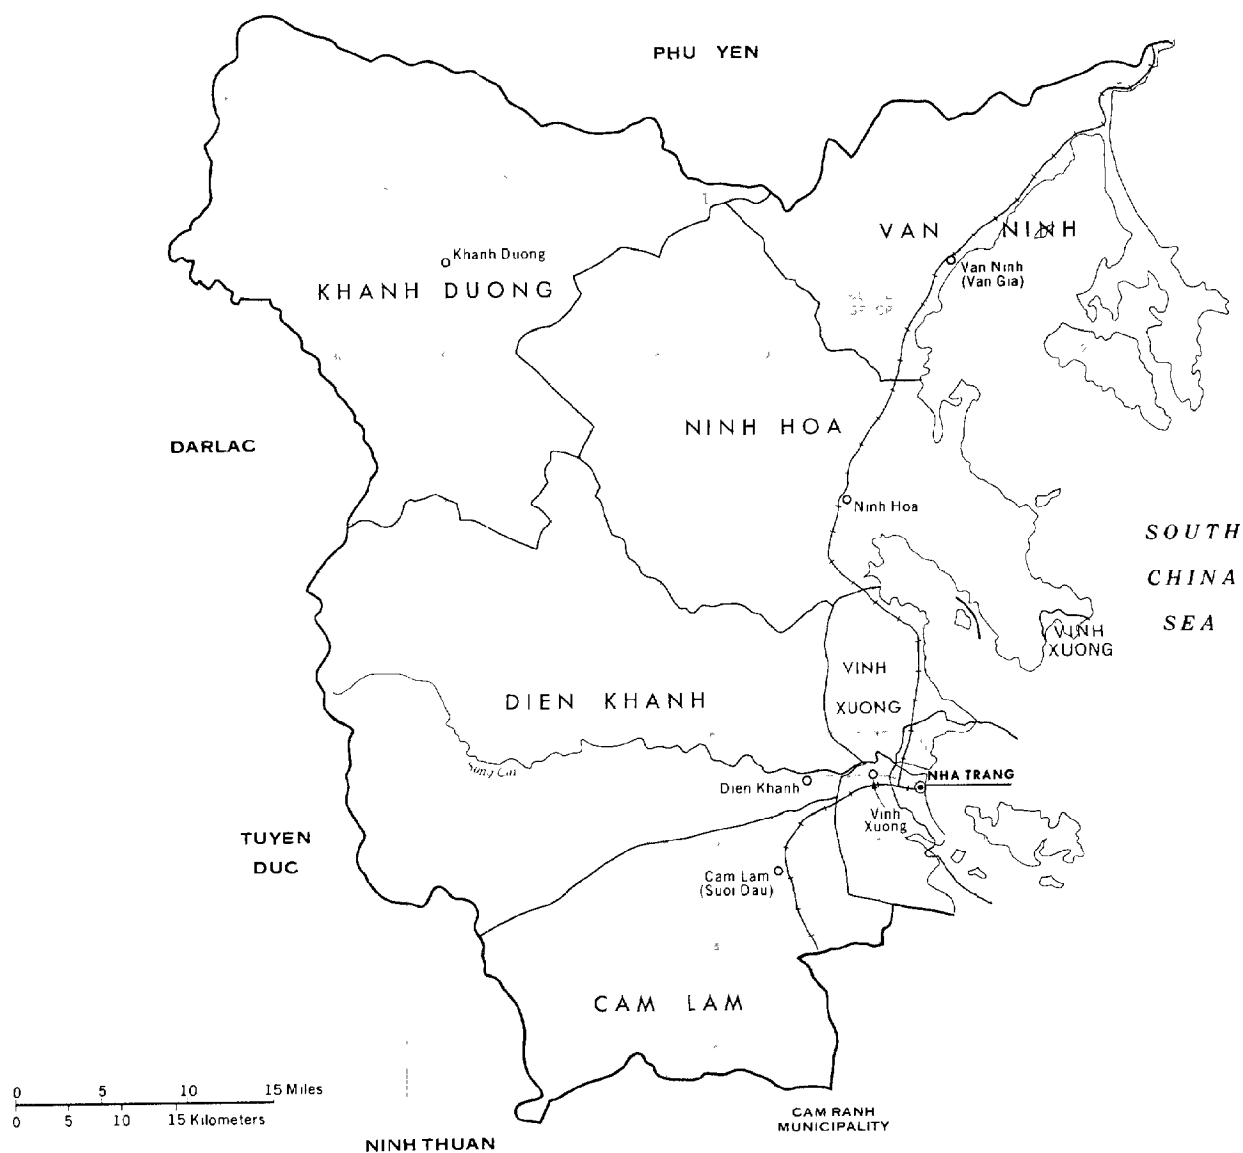 PHU YEN
VAN NINH
Khanh Duong
KHANH DUONG
Van Ninh
(Van Gia)
NINH HOA
DARLAC
Ninh Hoa
SOUTH
CHINA
SEA
VINH
XUONG
VINH
XUONG
DIEN KHANH
Song Cai
Dien Khanh
NHA TRANG
Vinh
Xuong
TUYEN
DUC
Cam Lam
(Suoi Dau)
CAM LAM
0 5 10 15 Miles
0 5 10 15 Kilometers
CAM RANH
MUNICIPALITY
NINH THUAN